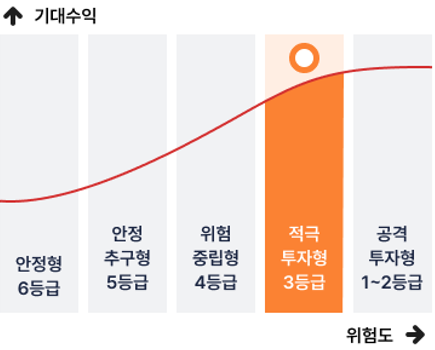 기대수익
안정형
6등급
안정
추구형
5등급
위험
중립형
4등급
적극
투자형
3등급
공격
투자형
1~2등급
위험도